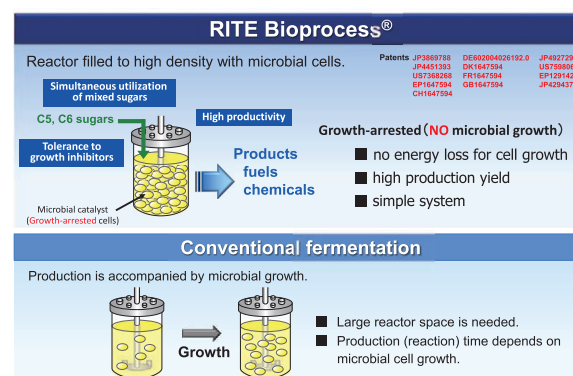 RITE Bioprocess®
Reactor filled to high density with microbial cells.
Patents JP3869788 DE602004026192.0 JP492729
JP4451393 DK1647594 US759806
US7368268 FR1647594 EP129142
EP1647594 GB1647594 JP429437
CH1647594
Simultaneous utilization
of mixed sugars
C5, C6 sugars
High productivity
Tolerance to
growth inhibitors
Products
fuels
chemicals
Microbial catalyst
(Growth-arrested cells)
Growth-arrested (NO microbial growth)
no energy loss for cell growth
high production yield
simple system
Conventional fermentation
Production is accompanied by microbial growth.
Growth
Large reactor space is needed.
Production (reaction) time depends on
microbial cell growth.